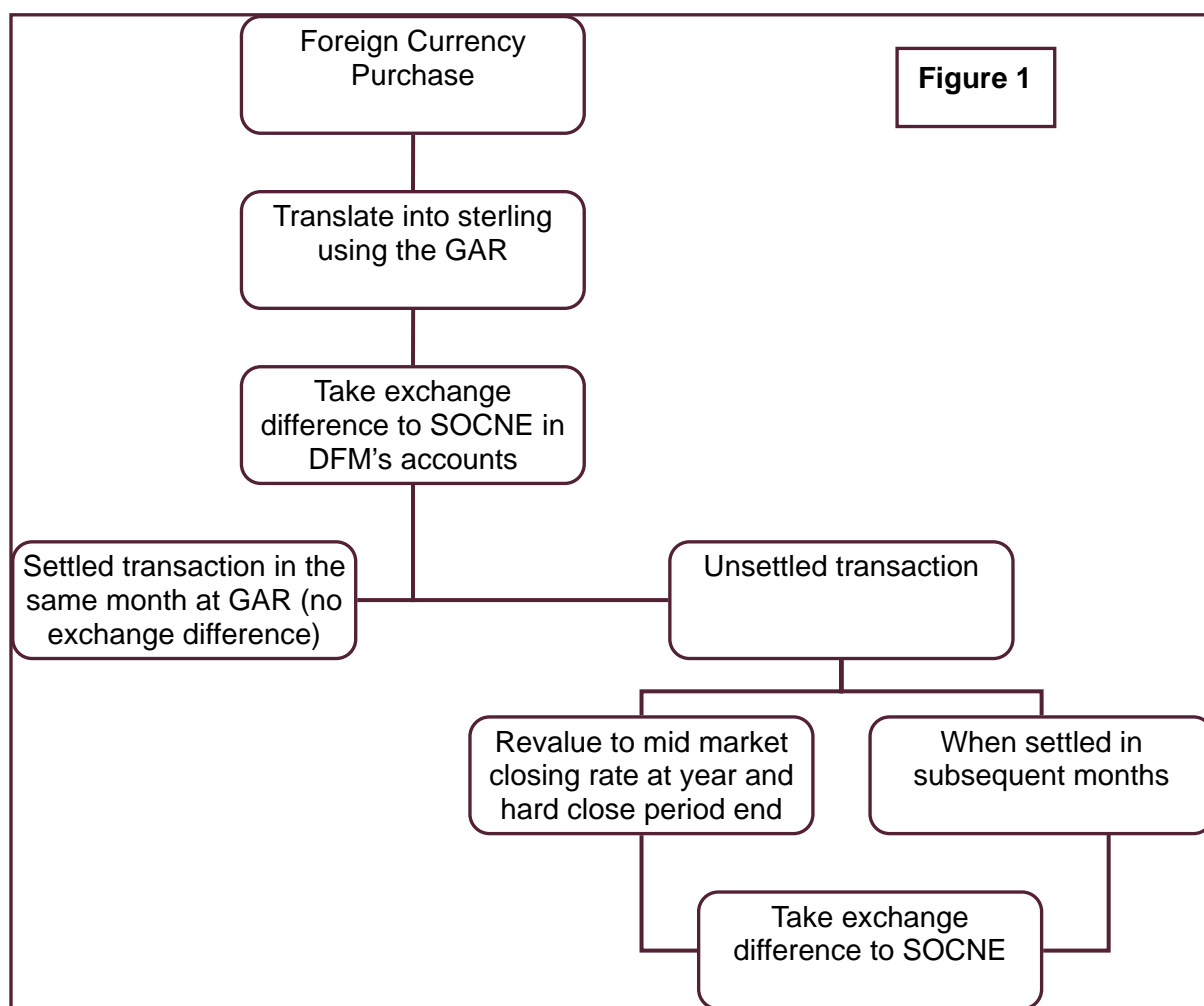 Foreign Currency
Purchase
Figure 1
Translate into sterling
using the GAR
Take exchange
difference to SOCNE in
DFM’s accounts
Settled transaction in the
same month at GAR (no
exchange difference)
Unsettled transaction
Revalue to mid market
closing rate at year and
hard close period end
When settled in
subsequent months
Take exchange
difference to SOCNE